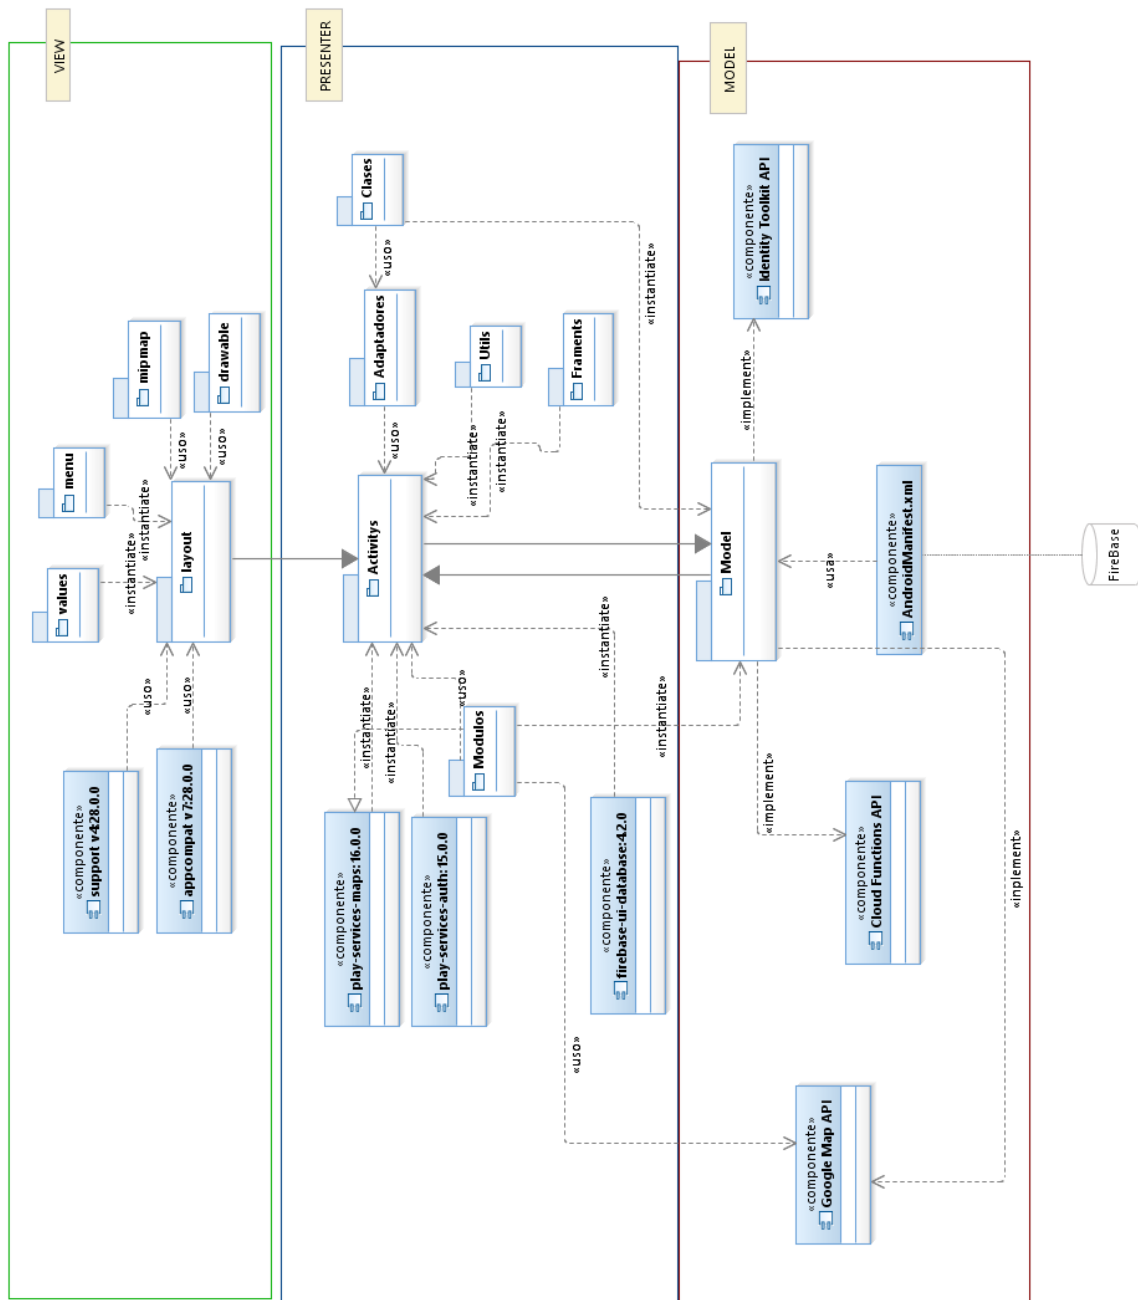 VIEW
values
menu
«instantiate»
«instantiate»
mipmap
drawable
«uso»
«uso»
layout
«uso»
«uso»
«componente»
support v4:28.0.0
«componente»
appcompat v7:28.0.0
PRESENTER
Clases
«uso»
Adaptadores
Utils
Framents
«uso»
«instantiate»
«instantiate»
Activitys
«instantiate»
«instantiate»
«uso»
Modulos
«instantiate»
«instantiate»
«instantiate»
«componente»
play-services-maps:16.0.0
«componente»
play-services-auth:15.0.0
«componente»
firebase-ui-database:4.2.0
«uso»
MODEL
«componente»
Identity Toolkit API
«implement»
Model
«componente»
AndroidManifest.xml
«usa»
FireBase
«implement»
«componente»
Cloud Functions API
«inplement»
«componente»
Google Map API